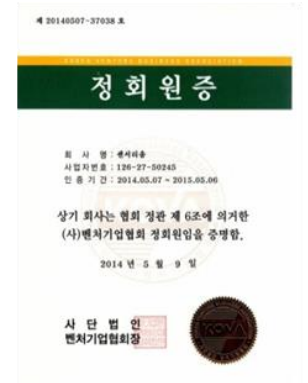 제 20140507-37038 호
KOREA VENTURE BUSINESS ASSOCIATION
정회원증
회 사 명 : 센서리움
사업자번호 : 126-27-50245
인 증 기 간 : 2014.05.07 ~ 2015.05.06
상기 회사는 협회 정관 제 6조에 의거한
(사)벤처기업협회 정회원임을 증명함.
2014 년 5 월 9 일
사 단 법 인
벤처기업협회장
KOVA